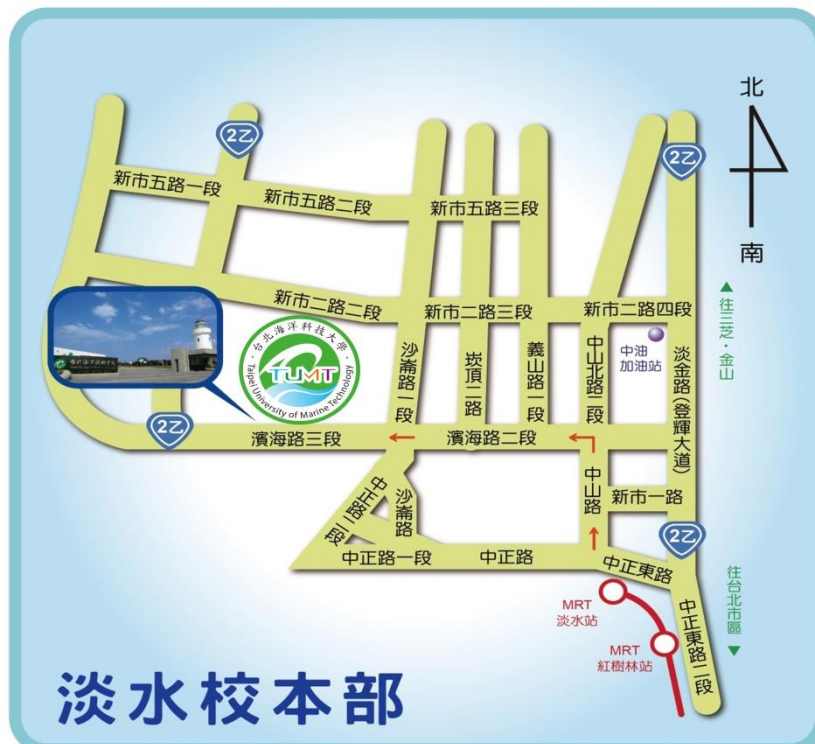 北
南
2乙
2乙
新市五路一段
新市五路二段
新市五路三段
新市二路二段
新市二路三段
新市二路四段
台北海洋科技大學
TUMT
Taipei University of Marine Technology
沙崙路一段
崁頂二路
義山路一段
中山北路二段
中油
加油站
淡金路(登輝大道)
▲往三芝·金山
2乙
濱海路三段
濱海路二段
中山路
新市一路
中正路二段
沙崙路
中正路一段
中正路
中正東路
2乙
中正東路二段
往台北市區▼
MRT
淡水站
MRT
紅樹林站
淡水校本部